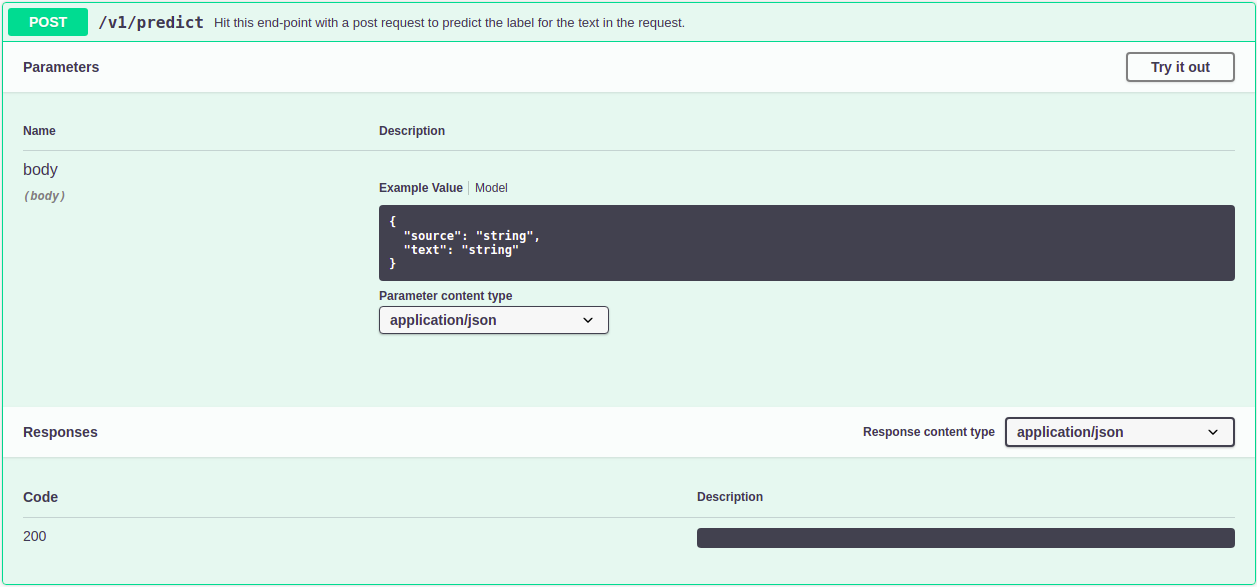 POST /v1/predict Hit this end-point with a post request to predict the label for the text in the request.
Parameters Try it out
Name Description
body
(body)
Example Value Model
{
"source": "string",
"text": "string"
}
Parameter content type
application/json
Responses Response content type application/json
Code Description
200